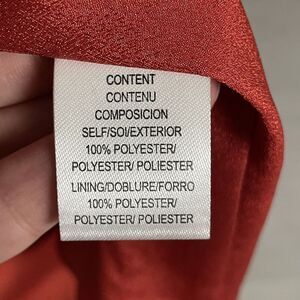 CONTENT
CONTENU
COMPOSICION
SELF/SOI/EXTERIOR
100% POLYESTER/
POLYESTER/ POLIESTER
LINING/DOBLURE/FORRO
100% POLYESTER/
POLYESTER/ POLIESTER